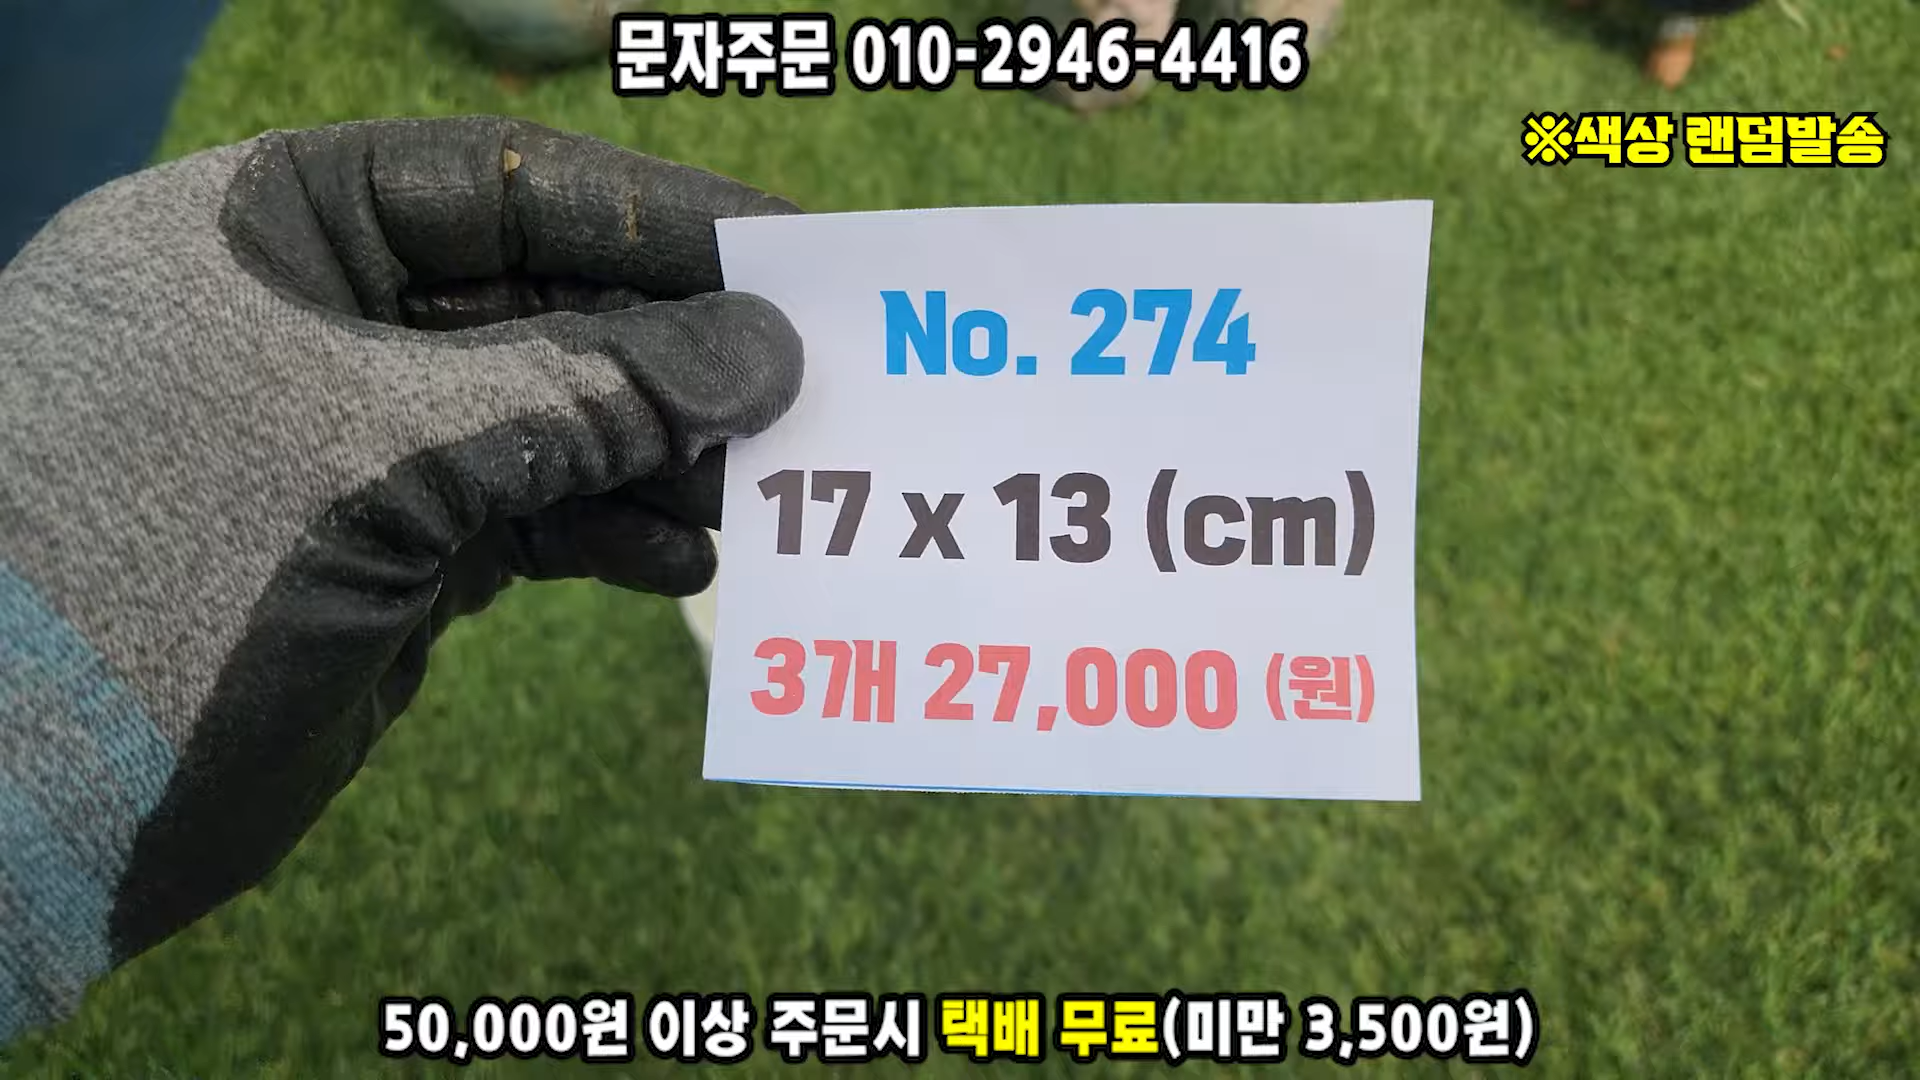 문자주문 010-2946-4416
※색상 랜덤발송
No. 274
17 x 13 (cm)
3개 27,000 (원)
50,000원 이상 주문시 택배 무료(미만 3,500원)